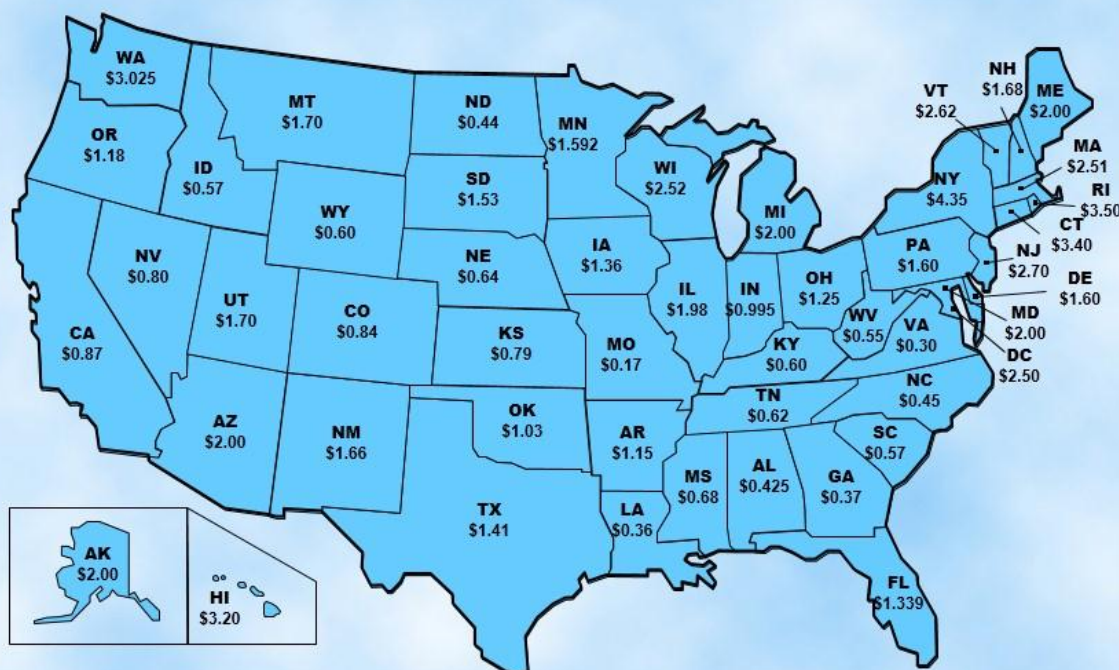 WA
$3.025
MT
$1.70
ND
$0.44
MN
$1.592
OR
$1.18
ID
$0.57
WY
$0.60
SD
$1.53
WI
$2.52
MI
$2.00
VT
$2.62
NH
$1.68
ME
$2.00
MA
$2.51
RI
$3.50
CT
$3.40
NY
$4.35
NV
$0.80
UT
$1.70
CO
$0.84
NE
$0.64
IA
$1.36
IL
$1.98
IN
$0.995
OH
$1.25
PA
$1.60
NJ
$2.70
DE
$1.60
MD
$2.00
DC
$2.50
CA
$0.87
KS
$0.79
MO
$0.17
KY
$0.60
WV
$0.55
VA
$0.30
AZ
$2.00
NM
$1.66
OK
$1.03
AR
$1.15
TN
$0.62
NC
$0.45
SC
$0.57
TX
$1.41
LA
$0.36
MS
$0.68
AL
$0.425
GA
$0.37
FL
$1.339
AK
$2.00
HI
$3.20